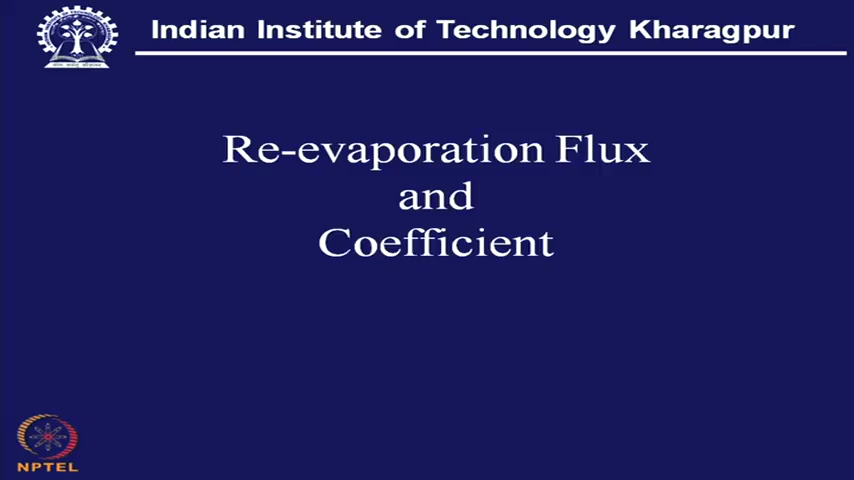 Indian Institute of Technology Kharagpur
Re-evaporation Flux
and
Coefficient
NPTEL